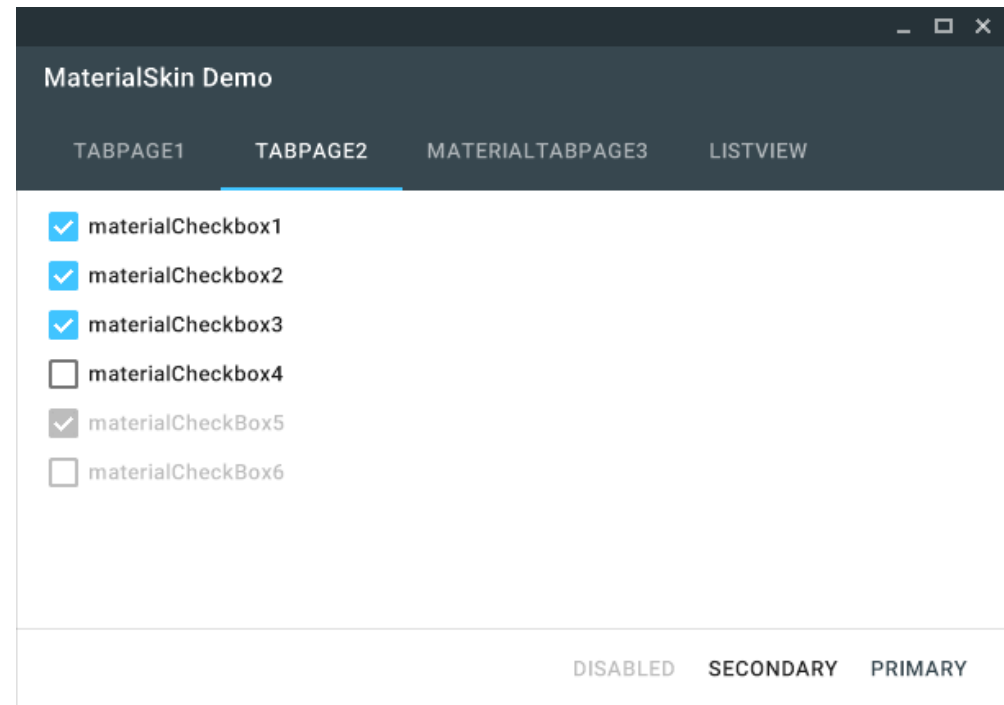 MaterialSkin Demo
TABPAGE1 TABPAGE2 MATERIALTABPAGE3 LISTVIEW
materialCheckbox1
materialCheckbox2
materialCheckbox3
materialCheckbox4
materialCheckBox5
materialCheckBox6
DISABLED SECONDARY PRIMARY